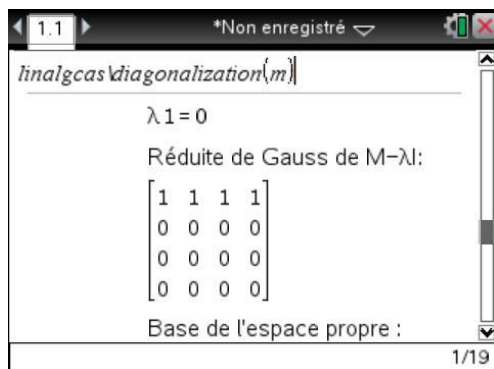 1.1 *Non enregistré
linalgcas\diagonalization(m)
λ1=0
Réduite de Gauss de M-λI:
1 1 1 1
0 0 0 0
0 0 0 0
0 0 0 0
Base de l'espace propre :
1/19